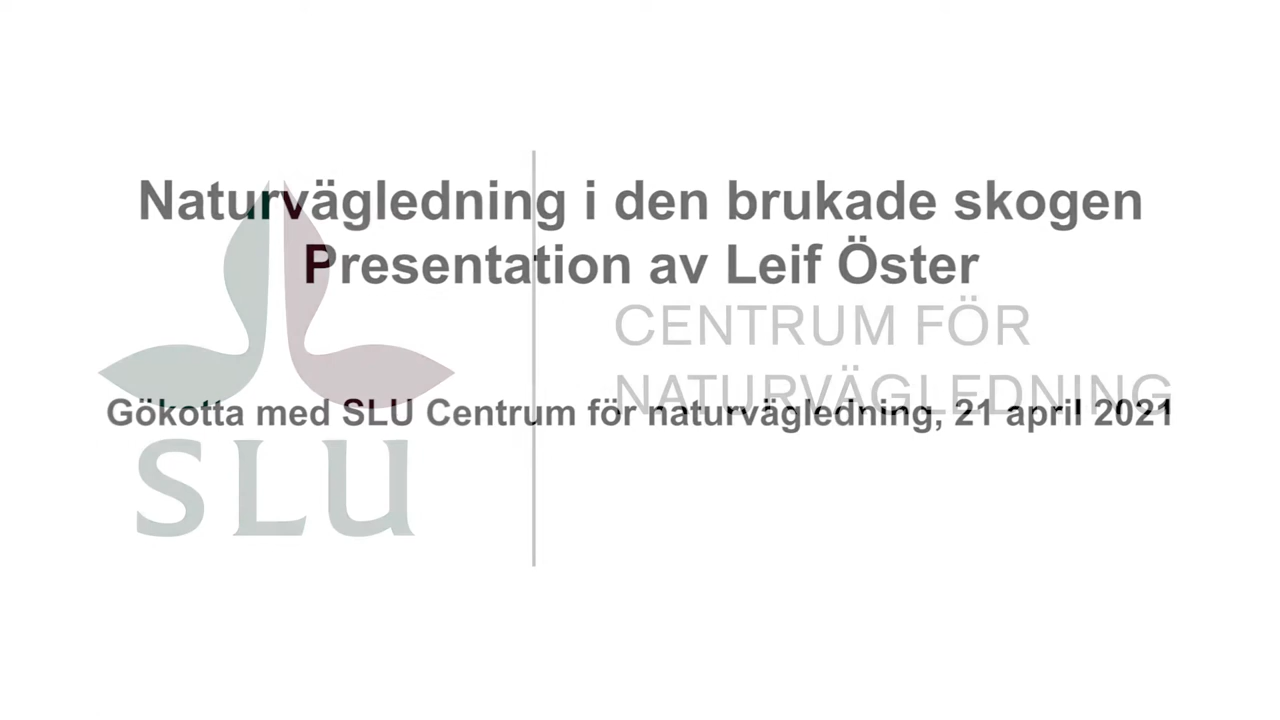 Naturvägledning i den brukade skogen
Presentation av Leif Öster
CENTRUM FÖR
NATURVÄGLEDNING
Gökotta med SLU Centrum för naturvägledning, 21 april 2021
SLU